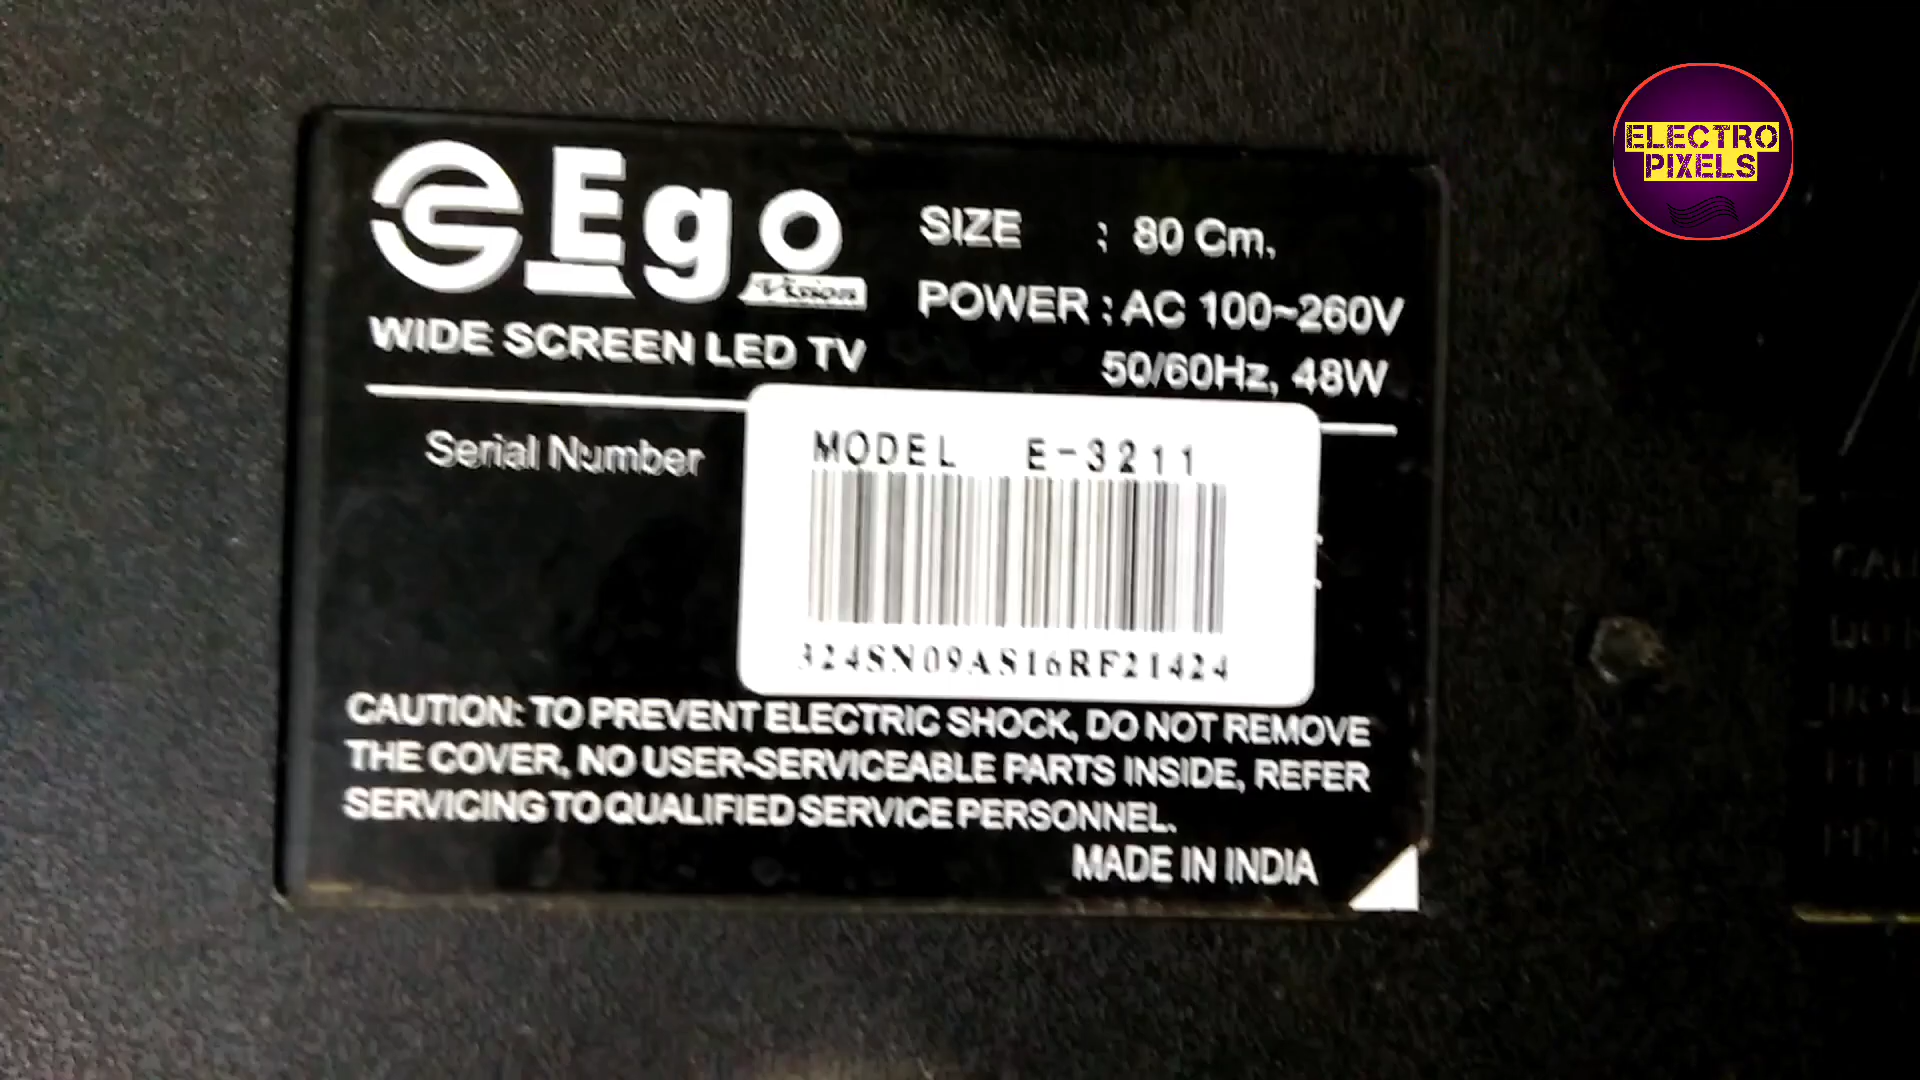 Ego
Vision
WIDE SCREEN LED TV
SIZE : 80 Cm.
POWER : AC 100~260V
50/60Hz, 48W
Serial Number
MODEL E-3211
324SN09AS16RF21424
CAUTION: TO PREVENT ELECTRIC SHOCK, DO NOT REMOVE
THE COVER, NO USER-SERVICEABLE PARTS INSIDE, REFER
SERVICING TO QUALIFIED SERVICE PERSONNEL.
MADE IN INDIA
ELECTRO
PIXELS